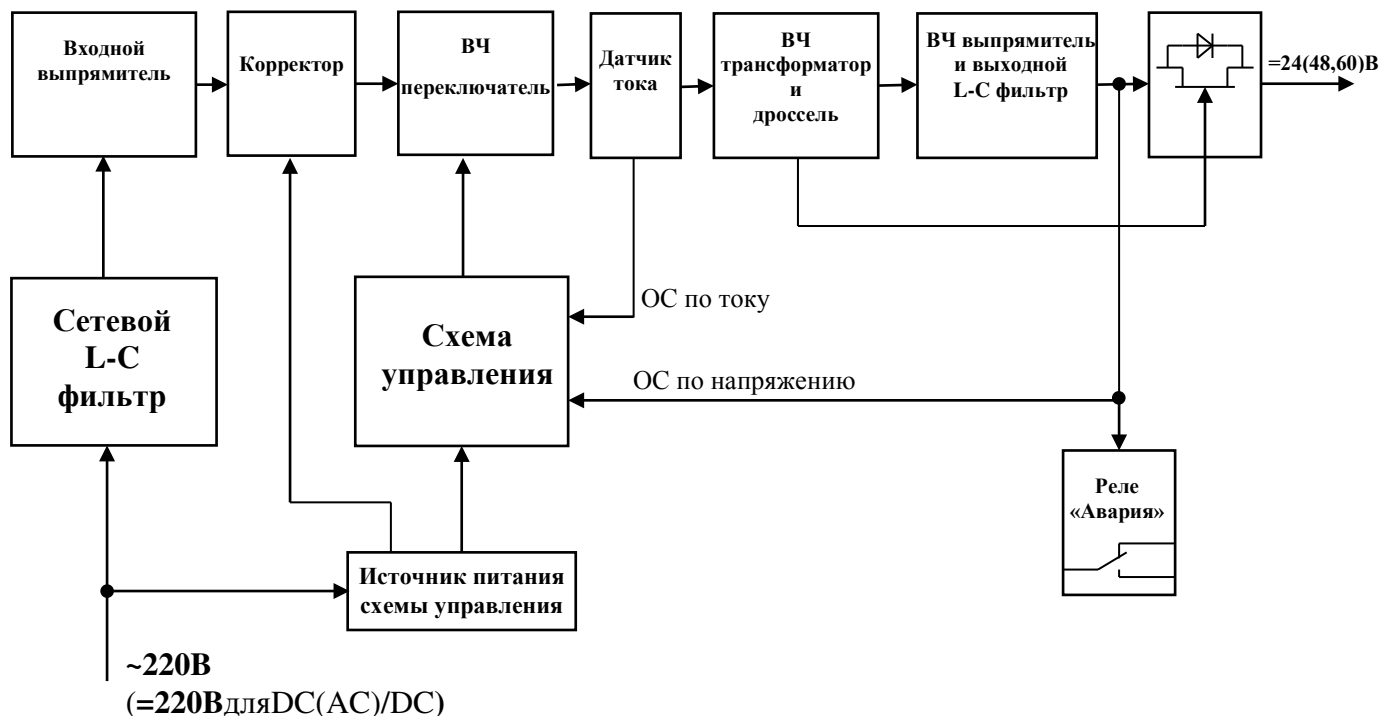 Входной
выпрямитель
Корректор
ВЧ
переключатель
Датчик
тока
ВЧ
трансформатор
и
дроссель
ВЧ выпрямитель
и выходной
L-C фильтр
=24(48,60)В
Сетевой
L-C
фильтр
Схема
управления
ОС по току
ОС по напряжению
Реле
«Авария»
Источник питания
схемы управления
~220В
(=220ВдляDC(AC)/DC)